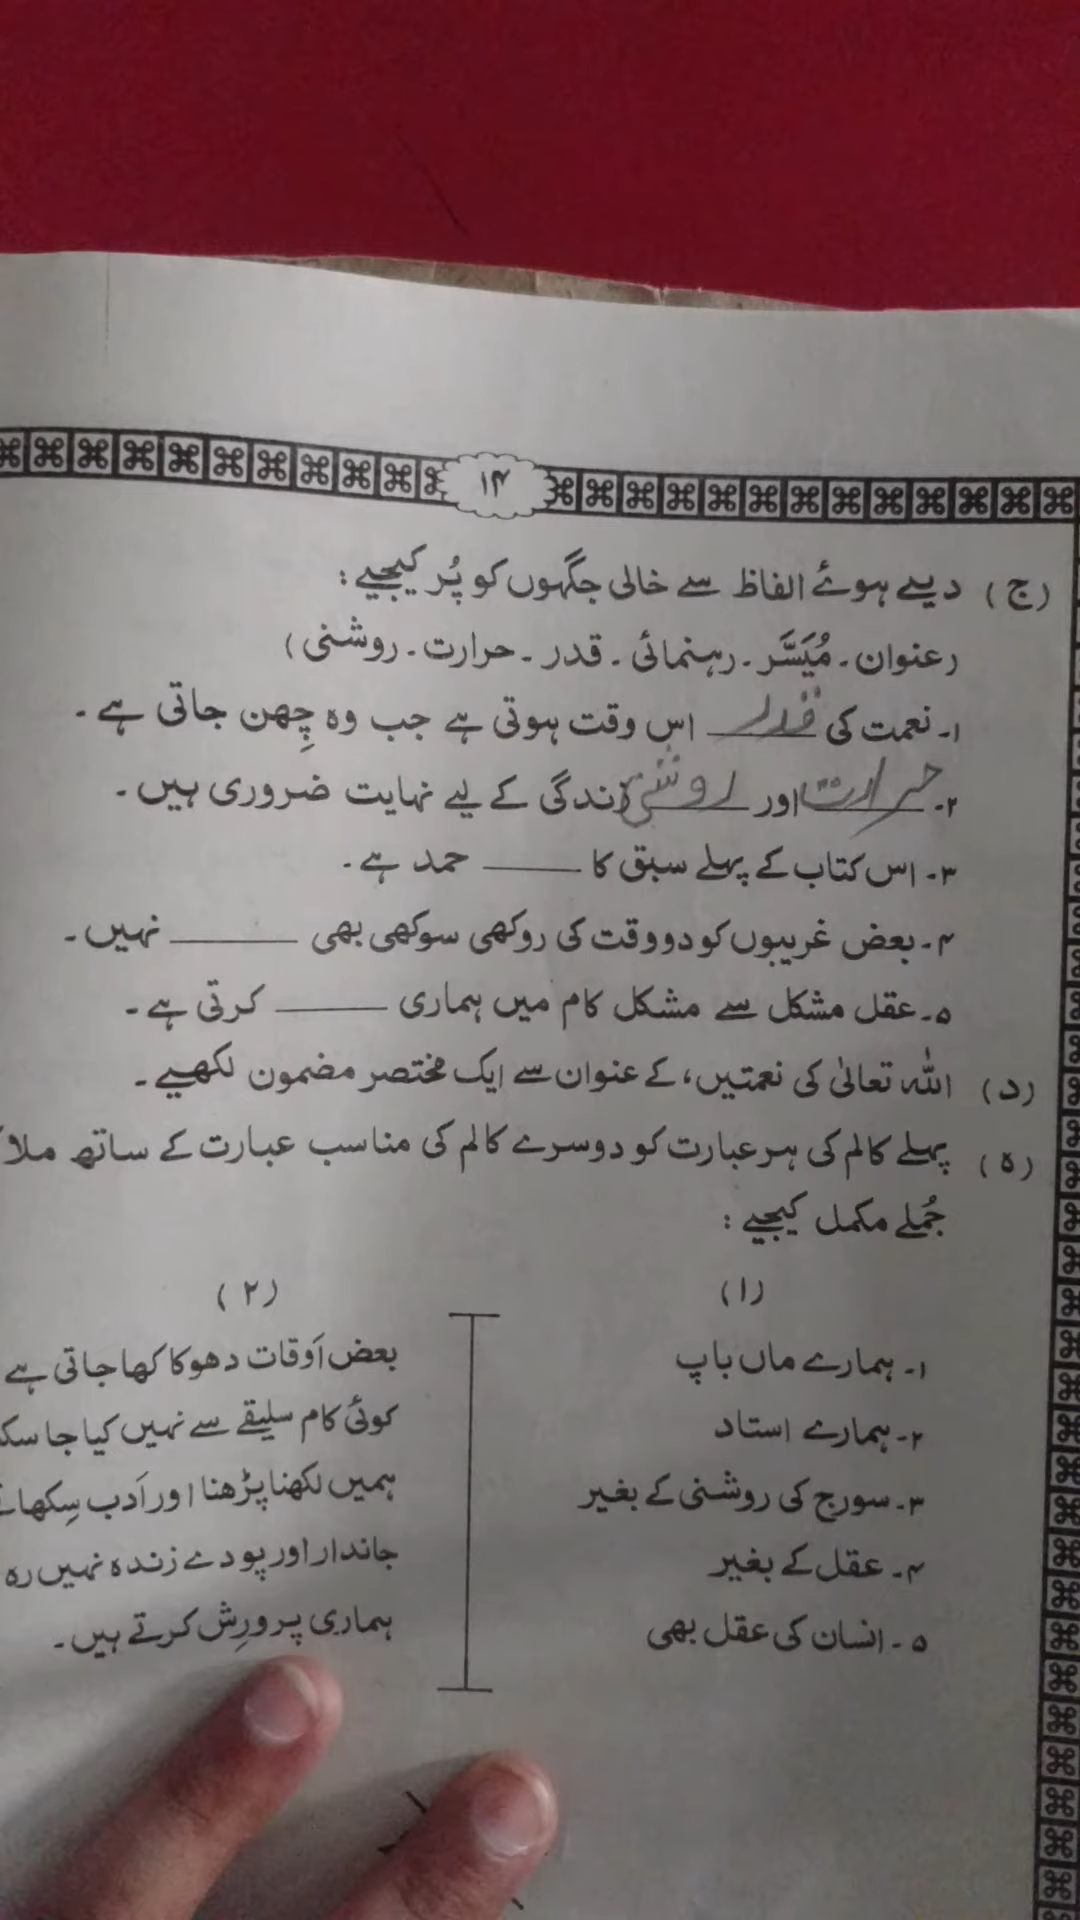 ۱۴
(ج) دیے ہوئے الفاظ سے خالی جگہوں کو پُر کیجیے:
(عنوان۔ مُیَسَّر۔ رہنمائی۔ قدر۔ حرارت۔ روشنی)
۱۔ نعمت کی قدر اس وقت ہوتی ہے جب وہ چِھن جاتی ہے۔
۲۔ حرارت اور روشنی زندگی کے لیے نہایت ضروری ہیں۔
۳۔ اس کتاب کے پہلے سبق کا ____ حمد ہے۔
۴۔ بعض غریبوں کو دو وقت کی روکھی سوکھی بھی ____ نہیں۔
۵۔ عقل مشکل سے مشکل کام میں ہماری ____ کرتی ہے۔
(د) اللہ تعالیٰ کی نعمتیں، کے عنوان سے ایک مختصر مضمون لکھیے۔
(ہ) پہلے کالم کی ہر عبارت کو دوسرے کالم کی مناسب عبارت کے ساتھ
جُملے مکمل کیجیے:
(۱) (۲)
۱۔ ہمارے ماں باپ بعض اَوقات دھوکا کھا جاتی ہے
۲۔ ہمارے استاد کوئی کام سلیقے سے نہیں کیا جا
۳۔ سورج کی روشنی کے بغیر ہمیں لکھنا پڑھنا اور اَدب
۴۔ عقل کے بغیر جاندار اور پودے زندہ نہیں رہ
۵۔ انسان کی عقل بھی ہماری پرورِش کرتے ہیں۔